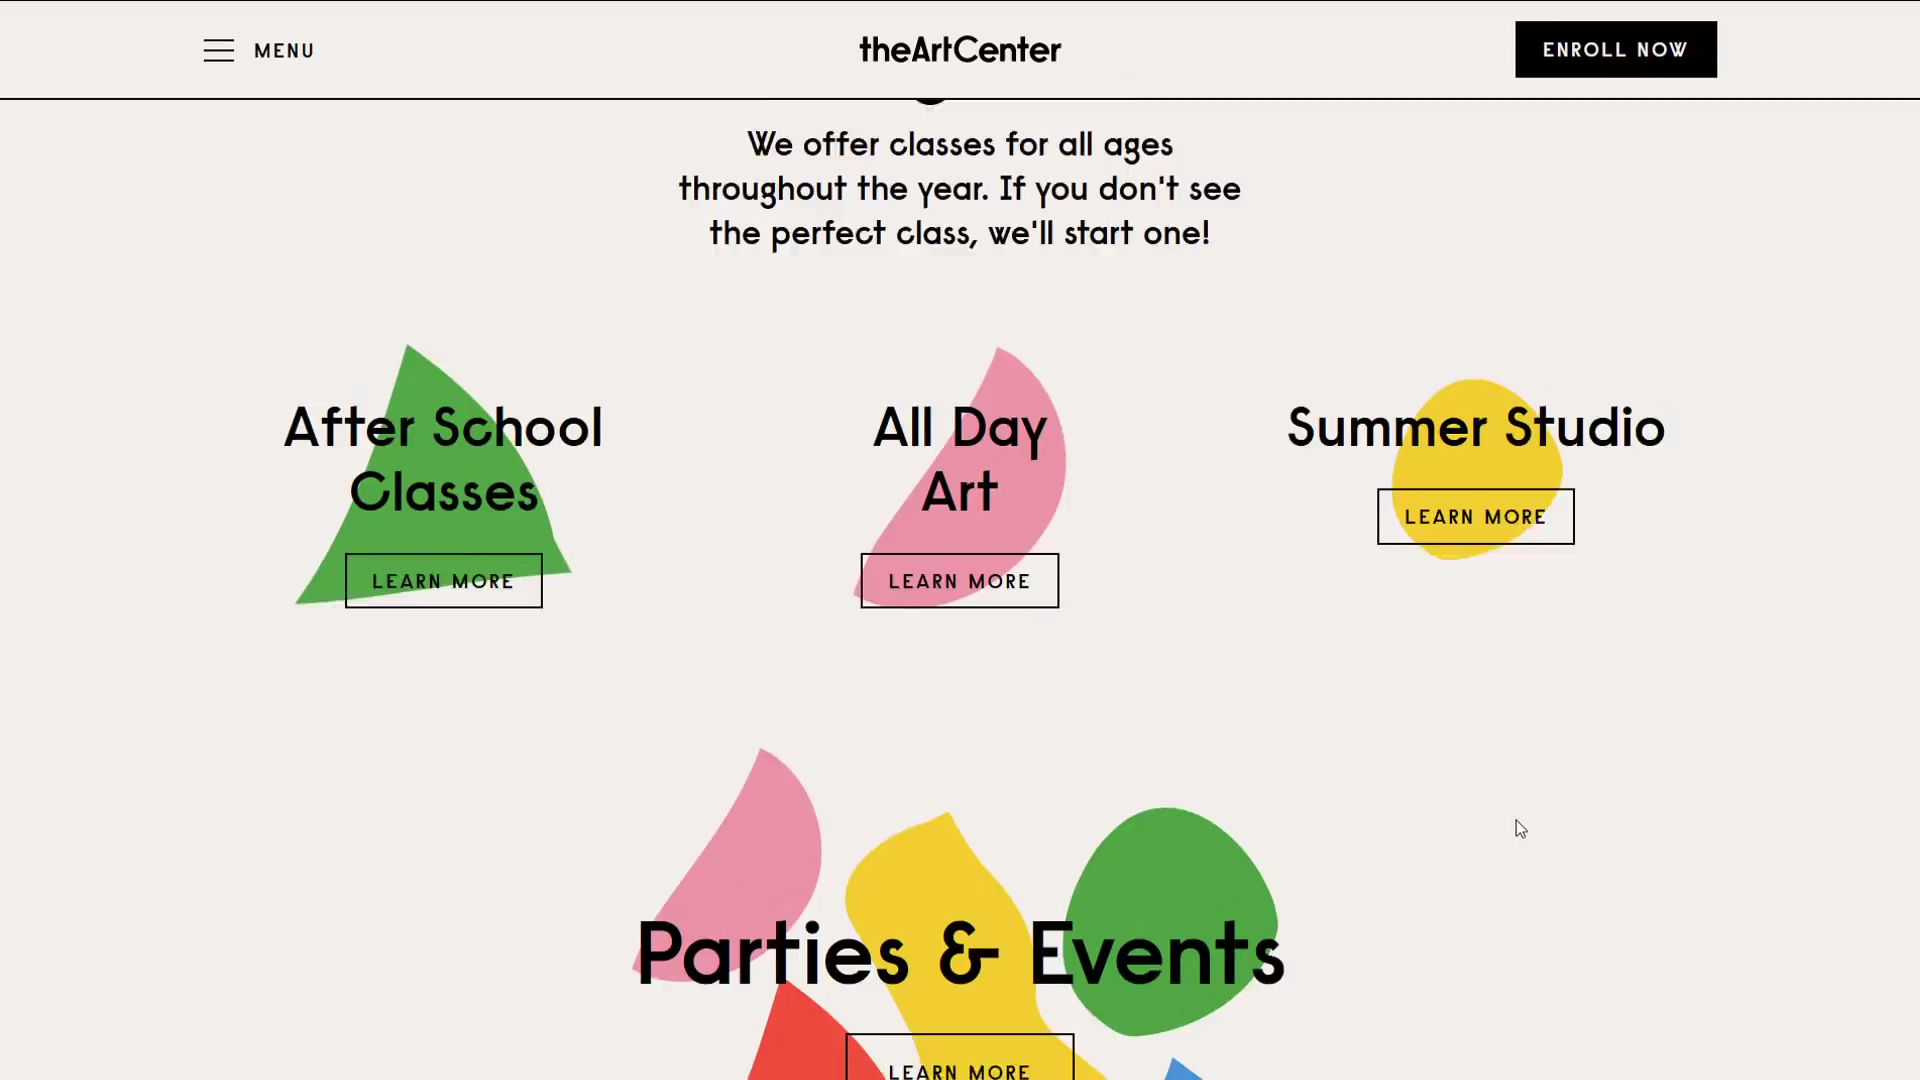 MENU
theArtCenter
ENROLL NOW
We offer classes for all ages
throughout the year. If you don't see
the perfect class, we'll start one!
After School
Classes
LEARN MORE
All Day
Art
LEARN MORE
Summer Studio
LEARN MORE
Parties & Events
LEARN MORE